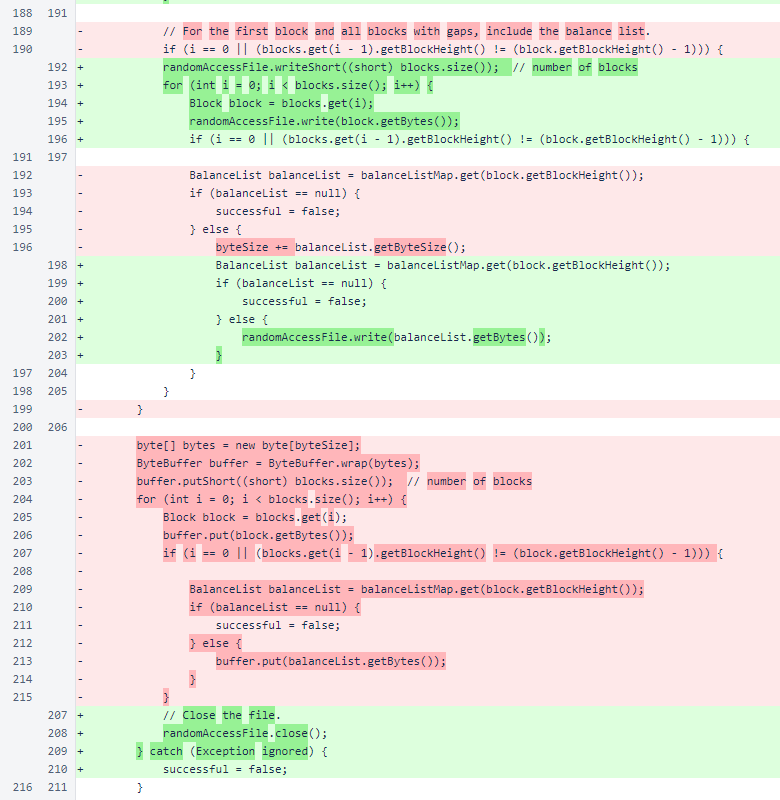 188 191
189 - // For the first block and all blocks with gaps, include the balance list.
190 - if (i == 0 || (blocks.get(i - 1).getBlockHeight() != (block.getBlockHeight() - 1))) {
192 + randomAccessFile.writeShort((short) blocks.size()); // number of blocks
193 + for (int i = 0; i < blocks.size(); i++) {
194 + Block block = blocks.get(i);
195 + randomAccessFile.write(block.getBytes());
196 + if (i == 0 || (blocks.get(i - 1).getBlockHeight() != (block.getBlockHeight() - 1))) {
191 197
192 - BalanceList balanceList = balanceListMap.get(block.getBlockHeight());
193 - if (balanceList == null) {
194 - successful = false;
195 - } else {
196 - byteSize += balanceList.getByteSize();
198 + BalanceList balanceList = balanceListMap.get(block.getBlockHeight());
199 + if (balanceList == null) {
200 + successful = false;
201 + } else {
202 + randomAccessFile.write(balanceList.getBytes());
203 + }
197 204 }
198 205 }
199 - }
200 206
201 - byte[] bytes = new byte[byteSize];
202 - ByteBuffer buffer = ByteBuffer.wrap(bytes);
203 - buffer.putShort((short) blocks.size()); // number of blocks
204 - for (int i = 0; i < blocks.size(); i++) {
205 - Block block = blocks.get(i);
206 - buffer.put(block.getBytes());
207 - if (i == 0 || (blocks.get(i - 1).getBlockHeight() != (block.getBlockHeight() - 1))) {
208 -
209 - BalanceList balanceList = balanceListMap.get(block.getBlockHeight());
210 - if (balanceList == null) {
211 - successful = false;
212 - } else {
213 - buffer.put(balanceList.getBytes());
214 - }
215 - }
207 + // Close the file.
208 + randomAccessFile.close();
209 + } catch (Exception ignored) {
210 + successful = false;
216 211 }